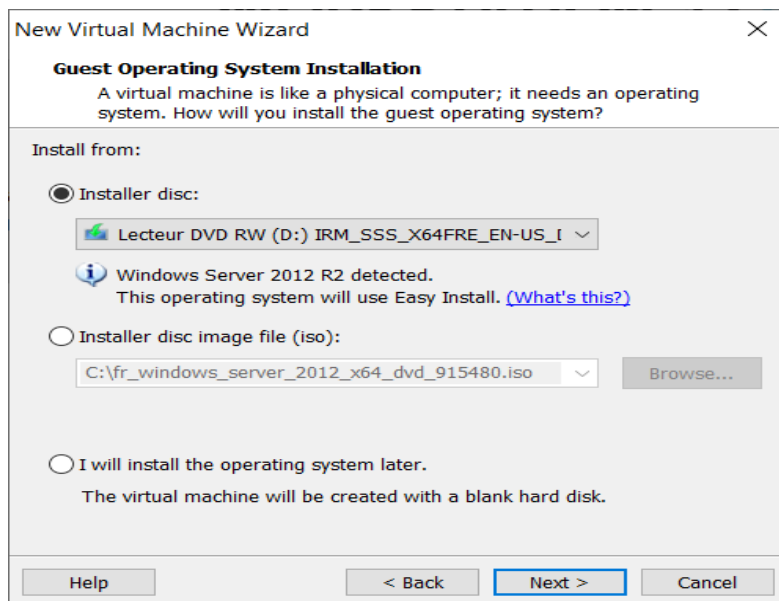 New Virtual Machine Wizard
Guest Operating System Installation
A virtual machine is like a physical computer; it needs an operating
system. How will you install the guest operating system?
Install from:
Installer disc:
Lecteur DVD RW (D:) IRM_SSS_X64FRE_EN-US_D
Windows Server 2012 R2 detected.
This operating system will use Easy Install. (What's this?)
Installer disc image file (iso):
C:\fr_windows_server_2012_x64_dvd_915480.iso
Browse...
I will install the operating system later.
The virtual machine will be created with a blank hard disk.
Help
< Back
Next >
Cancel